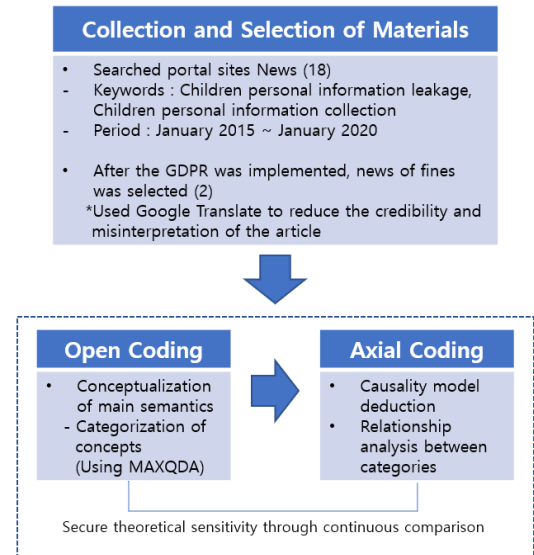 Collection and Selection of Materials
• Searched portal sites News (18)
- Keywords : Children personal information leakage,
Children personal information collection
- Period : January 2015 ~ January 2020
• After the GDPR was implemented, news of fines
was selected (2)
*Used Google Translate to reduce the credibility and
misinterpretation of the article
Open Coding
• Conceptualization
of main semantics
- Categorization of
concepts
(Using MAXQDA)
Axial Coding
• Causality model
deduction
• Relationship
analysis between
categories
Secure theoretical sensitivity through continuous comparison